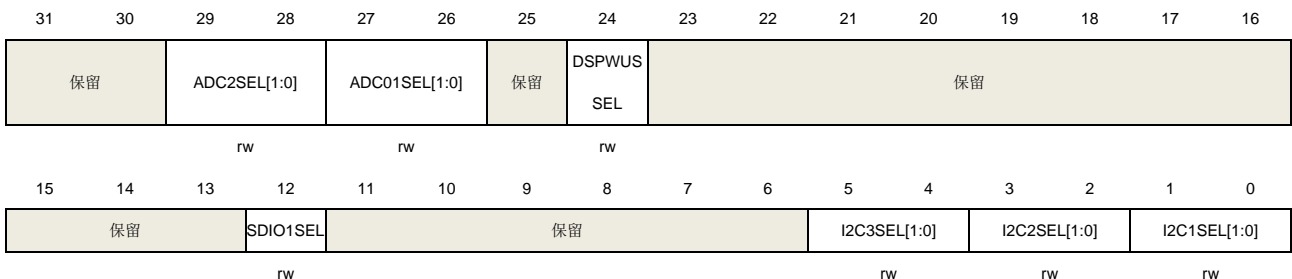 31 30 29 28 27 26 25 24 23 22 21 20 19 18 17 16
保留 ADC2SEL[1:0] ADC01SEL[1:0] 保留 DSPWUS SEL 保留
rw rw rw
15 14 13 12 11 10 9 8 7 6 5 4 3 2 1 0
保留 SDIO1SEL 保留 I2C3SEL[1:0] I2C2SEL[1:0] I2C1SEL[1:0]
rw rw rw rw